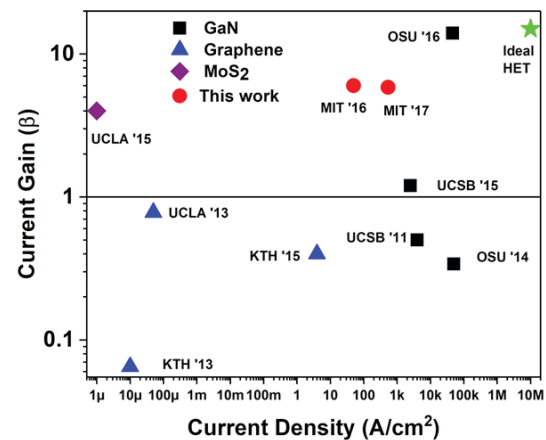 GaN
Graphene
MoS2
This work
OSU '16
Ideal
HET
MIT '16
MIT '17
UCLA '15
UCSB '15
UCLA '13
UCSB '11
KTH '15
OSU '14
KTH '13
Current Gain (β)
10
1
0.1
1µ 10µ 100µ 1m 10m 100m 1 10 100 1k 10k 100k 1M 10M
Current Density (A/cm²)